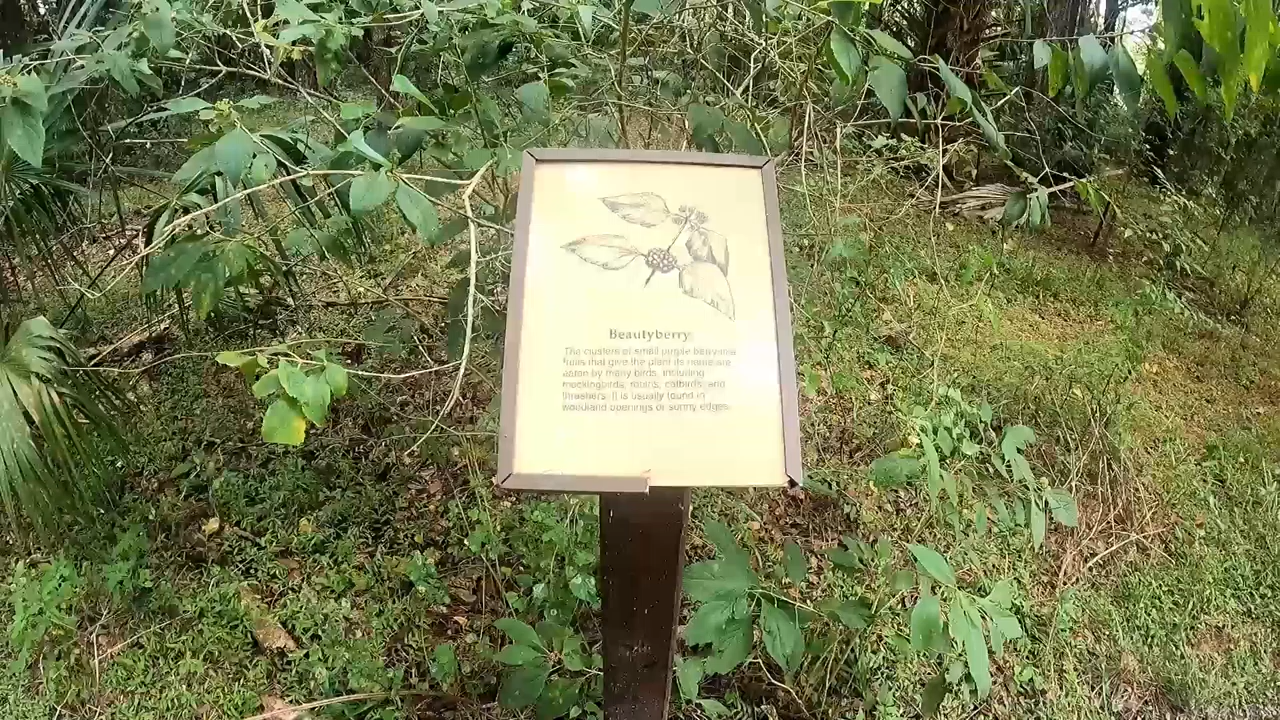 Beautyberry
The clusters of small purple berry-like
fruits that give the plant its name are
eaten by many birds, including
mockingbirds, robins, catbirds, and
thrashers. It is usually found in
woodland openings or sunny edges.